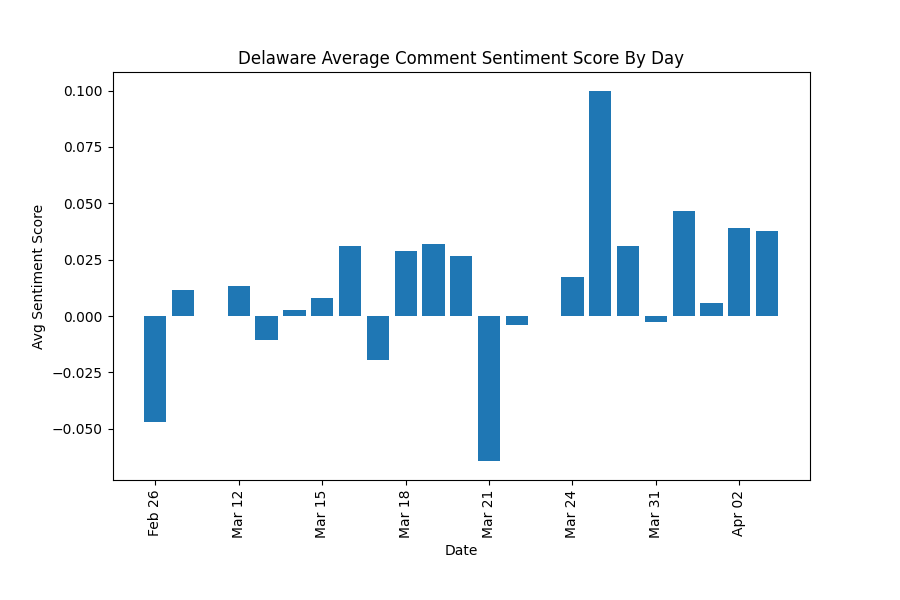 Delaware Average Comment Sentiment Score By Day
0.100
0.075
0.050
0.025
0.000
−0.025
−0.050
Avg Sentiment Score
Feb 26
Mar 12
Mar 15
Mar 18
Mar 21
Mar 24
Mar 31
Apr 02
Date